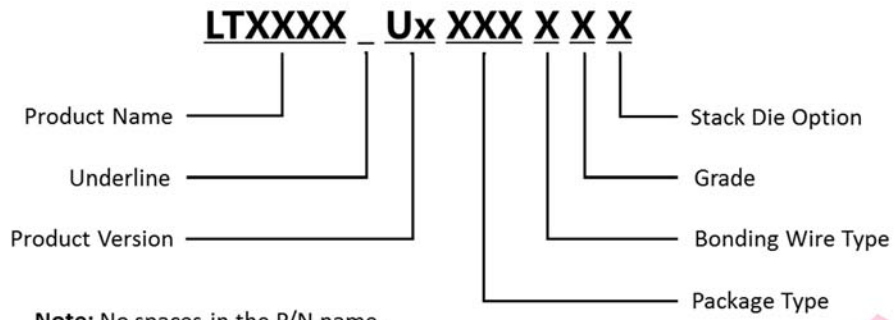 LTXXXX _ Ux XXX X X X
Product Name
Stack Die Option
Underline
Grade
Product Version
Bonding Wire Type
Package Type
Note: No spaces in the P/N name